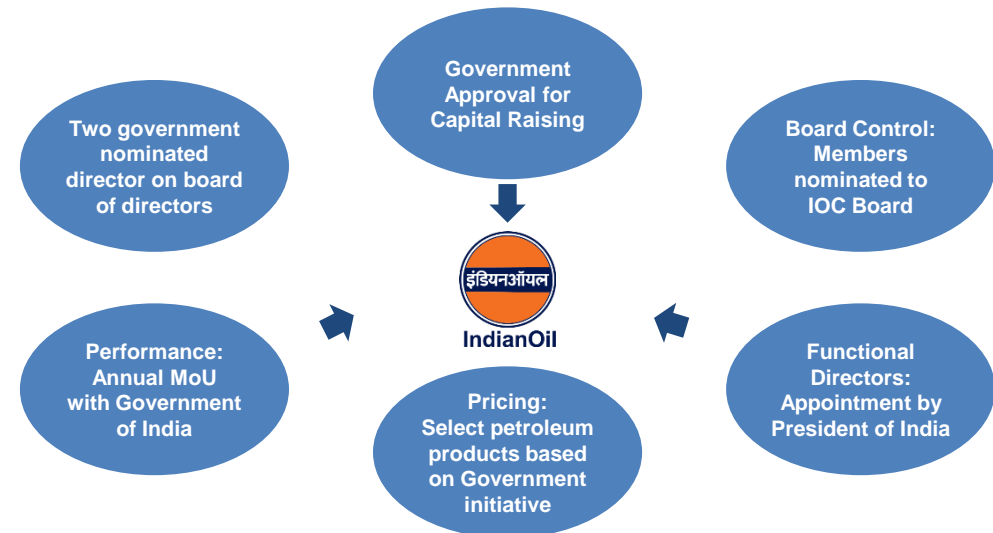 Government
Approval for
Capital Raising
Two government
nominated
director on board
of directors
Board Control:
Members
nominated to
IOC Board
इंडियनऑयल
IndianOil
Performance:
Annual MoU
with Government
of India
Pricing:
Select petroleum
products based
on Government
initiative
Functional
Directors:
Appointment by
President of India